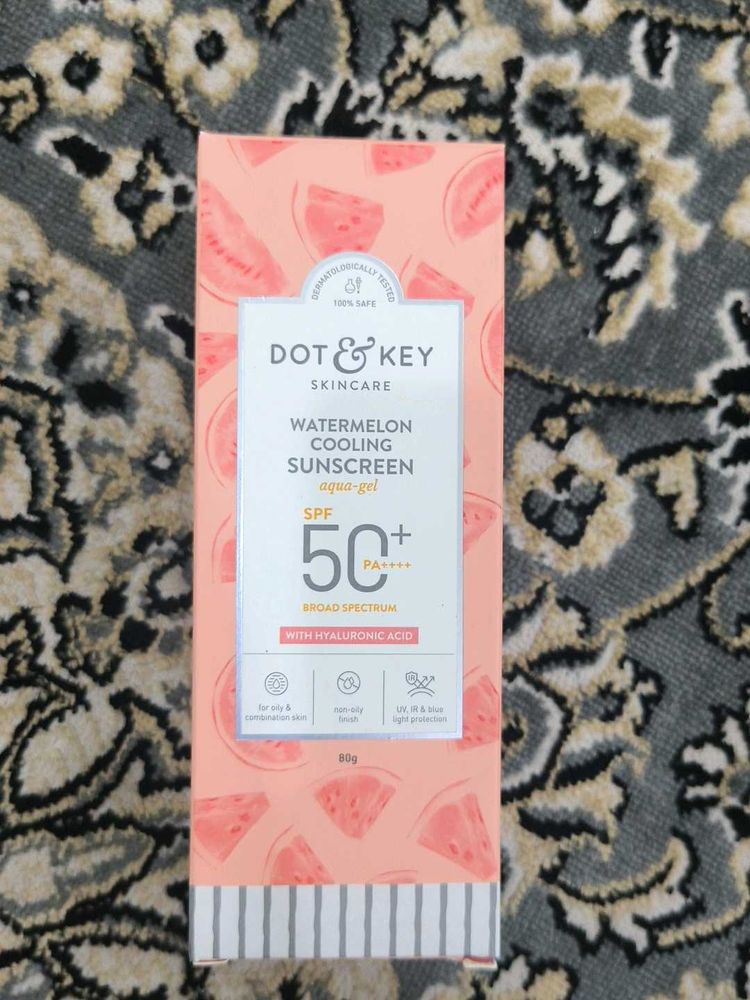 DERMATOLOGICALLY TESTED
100% SAFE
DOT & KEY
SKINCARE
WATERMELON
COOLING
SUNSCREEN
aqua-gel
SPF
50+
PA++++
BROAD SPECTRUM
WITH HYALURONIC ACID
for oily &
combination skin
non-oily
finish
IR
UV, IR & blue
light protection
80g